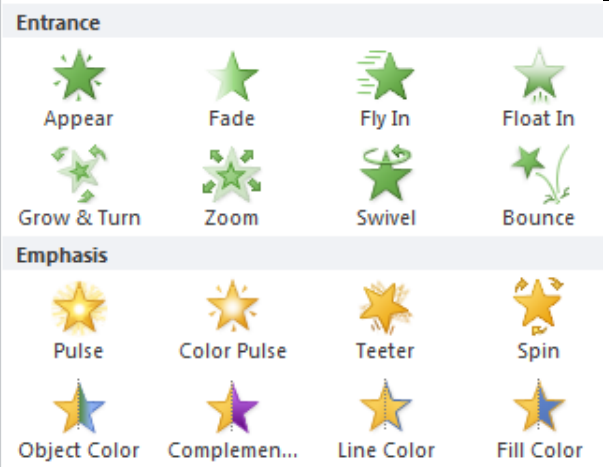 Entrance
Appear Fade Fly In Float In
Grow & Turn Zoom Swivel Bounce
Emphasis
Pulse Color Pulse Teeter Spin
Object Color Complemen... Line Color Fill Color